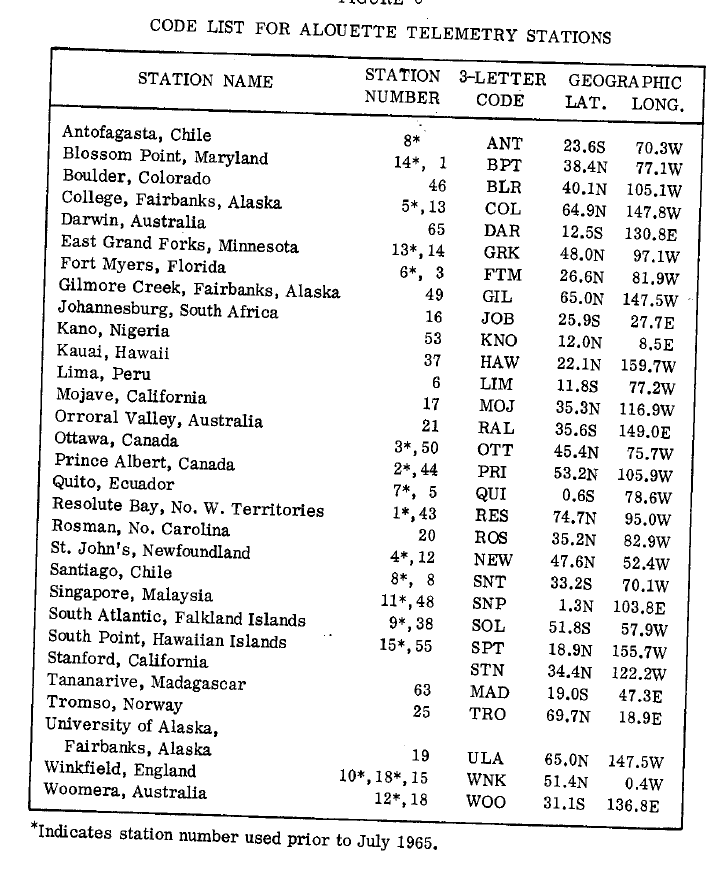 CODE LIST FOR ALOUETTE TELEMETRY STATIONS
STATION NAME STATION NUMBER 3-LETTER CODE GEOGRAPHIC LAT. LONG.
Antofagasta, Chile 8* ANT 23.6S 70.3W
Blossom Point, Maryland 14*, 1 BPT 38.4N 77.1W
Boulder, Colorado 46 BLR 40.1N 105.1W
College, Fairbanks, Alaska 5*,13 COL 64.9N 147.8W
Darwin, Australia 65 DAR 12.5S 130.8E
East Grand Forks, Minnesota 13*,14 GRK 48.0N 97.1W
Fort Myers, Florida 6*, 3 FTM 26.6N 81.9W
Gilmore Creek, Fairbanks, Alaska 49 GIL 65.0N 147.5W
Johannesburg, South Africa 16 JOB 25.9S 27.7E
Kano, Nigeria 53 KNO 12.0N 8.5E
Kauai, Hawaii 37 HAW 22.1N 159.7W
Lima, Peru 6 LIM 11.8S 77.2W
Mojave, California 17 MOJ 35.3N 116.9W
Orroral Valley, Australia 21 RAL 35.6S 149.0E
Ottawa, Canada 3*,50 OTT 45.4N 75.7W
Prince Albert, Canada 2*,44 PRI 53.2N 105.9W
Quito, Ecuador 7*, 5 QUI 0.6S 78.6W
Resolute Bay, No. W. Territories 1*,43 RES 74.7N 95.0W
Rosman, No. Carolina 20 ROS 35.2N 82.9W
St. John's, Newfoundland 4*,12 NEW 47.6N 52.4W
Santiago, Chile 8*, 8 SNT 33.2S 70.1W
Singapore, Malaysia 11*,48 SNP 1.3N 103.8E
South Atlantic, Falkland Islands 9*,38 SOL 51.8S 57.9W
South Point, Hawaiian Islands 15*,55 SPT 18.9N 155.7W
Stanford, California STN 34.4N 122.2W
Tananarive, Madagascar 63 MAD 19.0S 47.3E
Tromso, Norway 25 TRO 69.7N 18.9E
University of Alaska,
Fairbanks, Alaska 19 ULA 65.0N 147.5W
Winkfield, England 10*,18*,15 WNK 51.4N 0.4W
Woomera, Australia 12*,18 WOO 31.1S 136.8E
*Indicates station number used prior to July 1965.